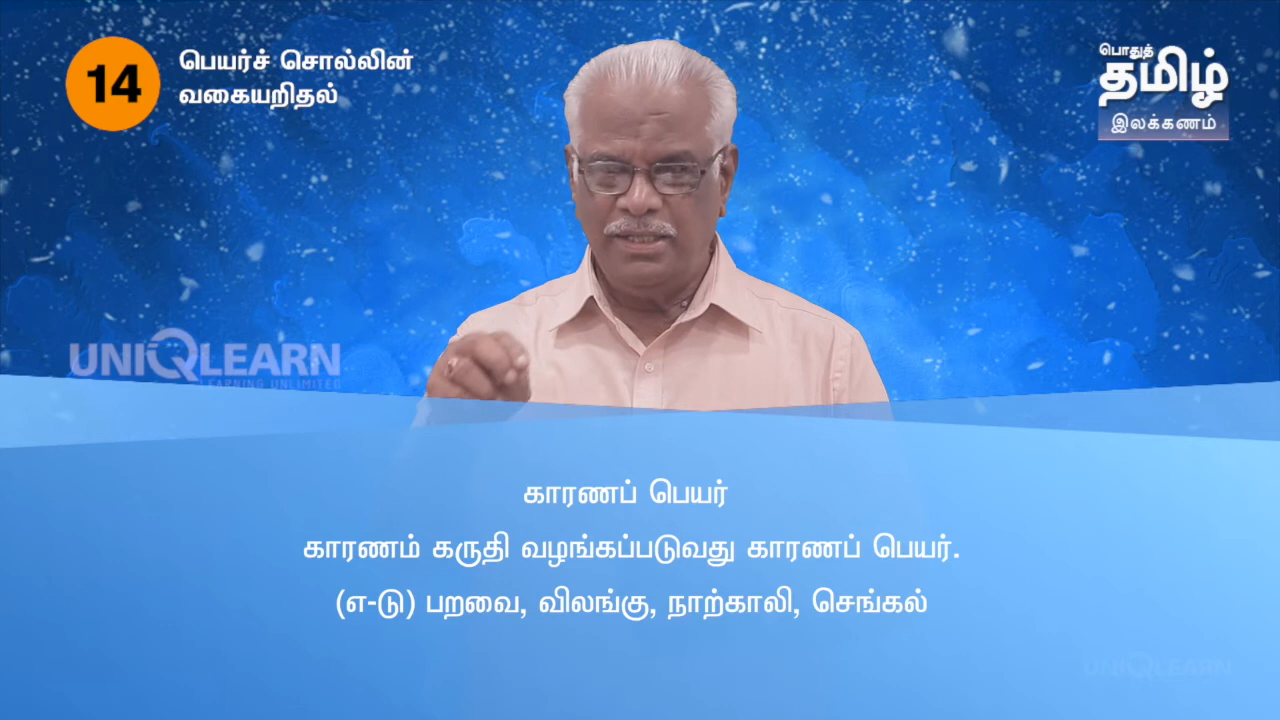 14
பெயர்ச் சொல்லின்
வகையறிதல்
பொதுத்
தமிழ்
இலக்கணம்
UNIQLEARN
LEARNING UNLIMITED
காரணப் பெயர்
காரணம் கருதி வழங்கப்படுவது காரணப் பெயர்.
(எ-டு) பறவை, விலங்கு, நாற்காலி, செங்கல்
UNIQLEARN